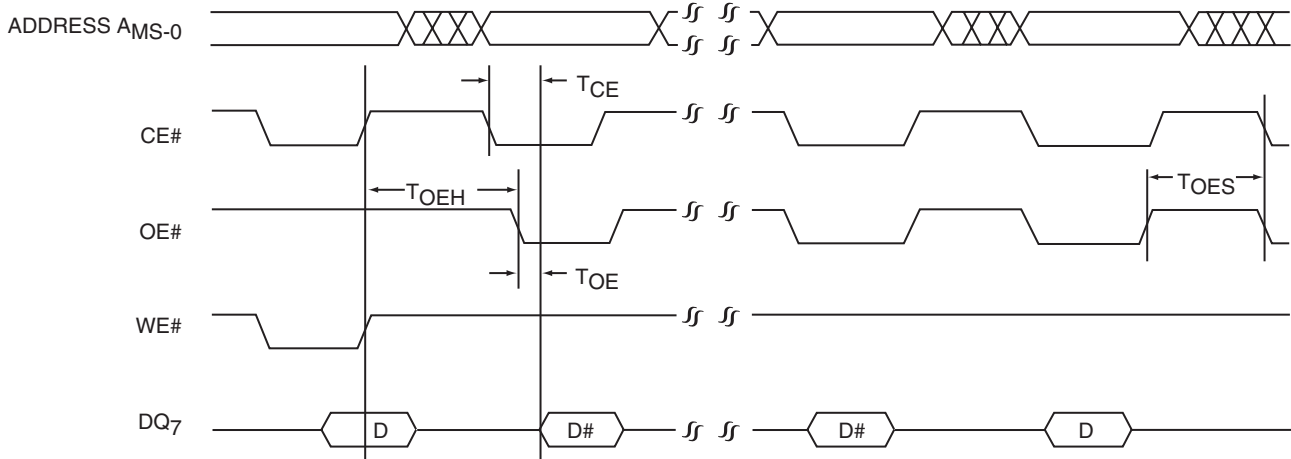 ADDRESS AMS-0
TCE
CE#
TOEH
TOES
OE#
TOE
WE#
DQ7
D
D#
D#
D